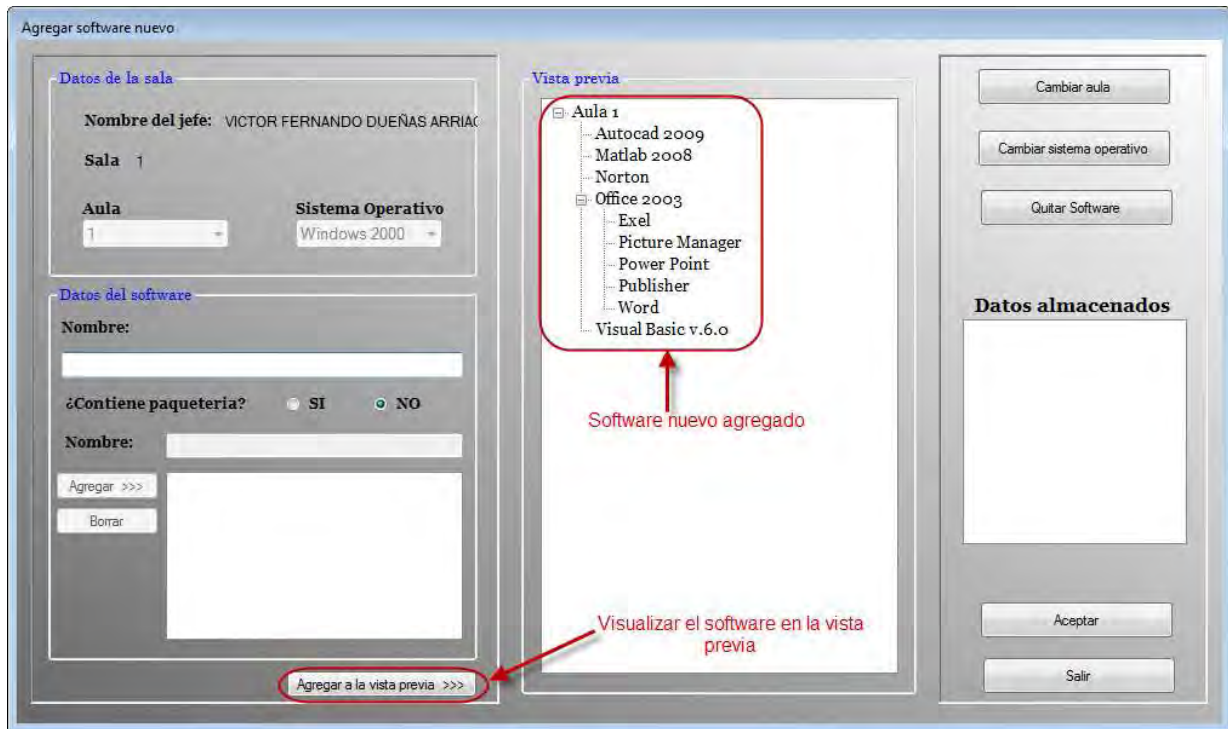 Agregar software nuevo
Datos de la sala
Nombre del jefe: VICTOR FERNANDO DUEÑAS ARRIAG
Sala 1
Aula
Sistema Operativo
1
Windows 2000
Datos del software
Nombre:
¿Contiene paqueteria? SI NO
Nombre:
Agregar >>>
Borrar
Agregar a la vista previa >>>
Vista previa
Aula 1
Autocad 2009
Matlab 2008
Norton
Office 2003
Exel
Picture Manager
Power Point
Publisher
Word
Visual Basic v.6.0
Software nuevo agregado
Visualizar el software en la vista
previa
Cambiar aula
Cambiar sistema operativo
Quitar Software
Datos almacenados
Aceptar
Salir